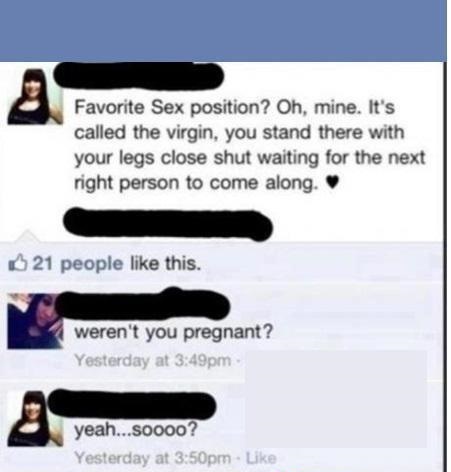 Favorite Sex position? Oh, mine. It's
called the virgin, you stand there with
your legs close shut waiting for the next
right person to come along. ♥
21 people like this.
weren't you pregnant?
Yesterday at 3:49pm ·
yeah...soooo?
Yesterday at 3:50pm · Like